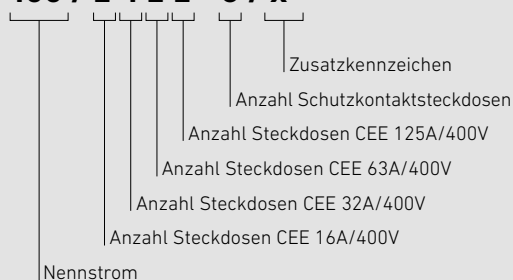 Zusatzkennzeichen
Anzahl Schutzkontaktsteckdosen
Anzahl Steckdosen CEE 125A/400V
Anzahl Steckdosen CEE 63A/400V
Anzahl Steckdosen CEE 32A/400V
Anzahl Steckdosen CEE 16A/400V
Nennstrom